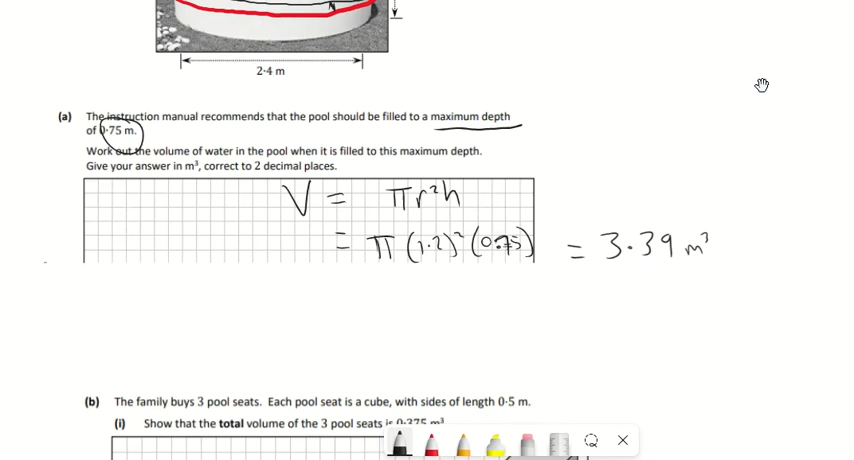 2·4 m
(a) The instruction manual recommends that the pool should be filled to a maximum depth
of 0·75 m.
Work out the volume of water in the pool when it is filled to this maximum depth.
Give your answer in m³, correct to 2 decimal places.
V = πr²h
= π (1·2)² (0.75) = 3·39 m³
(b) The family buys 3 pool seats. Each pool seat is a cube, with sides of length 0·5 m.
(i) Show that the total volume of the 3 pool seats is 0·375 m³